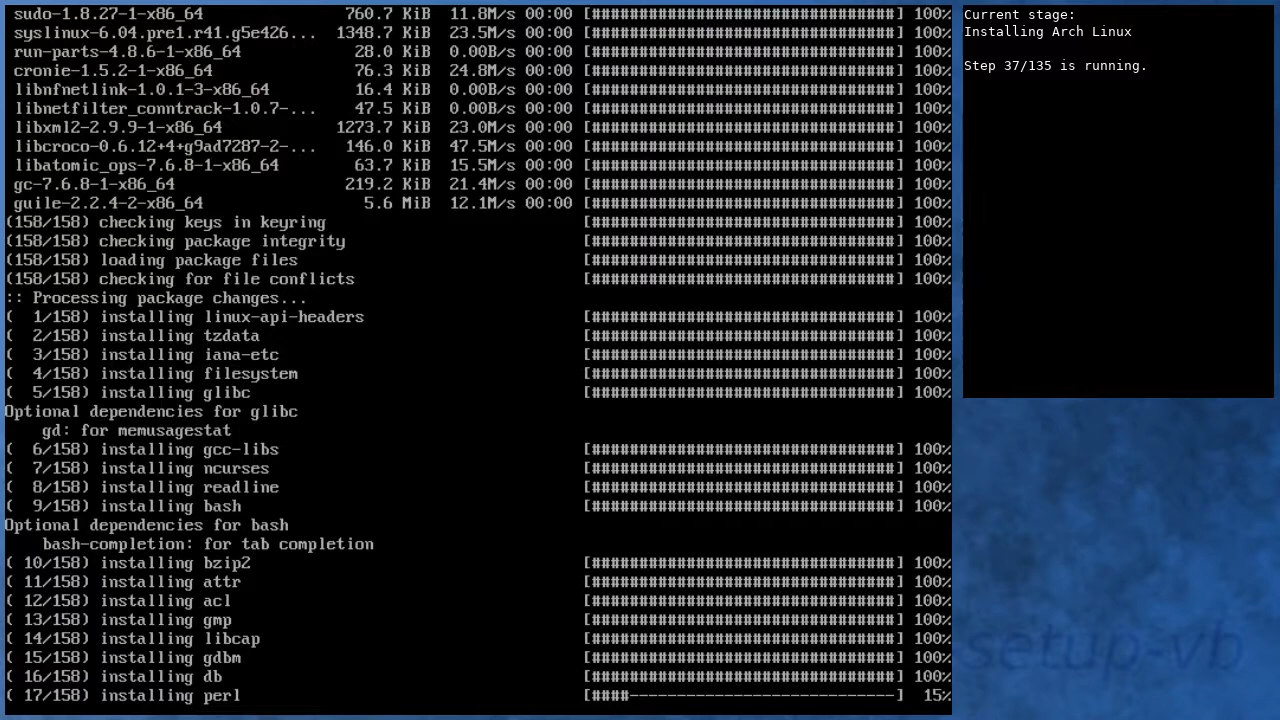 sudo-1.8.27-1-x86_64 760.7 KiB 11.8M/s 00:00 [################################] 100%
syslinux-6.04.pre1.r41.g5e426... 1348.7 KiB 23.5M/s 00:00 [################################] 100%
run-parts-4.8.6-1-x86_64 28.0 KiB 0.00B/s 00:00 [################################] 100%
cronie-1.5.2-1-x86_64 76.3 KiB 24.8M/s 00:00 [################################] 100%
libnfnetlink-1.0.1-3-x86_64 16.4 KiB 0.00B/s 00:00 [################################] 100%
libnetfilter_conntrack-1.0.7-... 47.5 KiB 0.00B/s 00:00 [################################] 100%
libxml2-2.9.9-1-x86_64 1273.7 KiB 23.0M/s 00:00 [################################] 100%
libcroco-0.6.12+4+g9ad7287-2-... 146.0 KiB 47.5M/s 00:00 [################################] 100%
libatomic_ops-7.6.8-1-x86_64 63.7 KiB 15.5M/s 00:00 [################################] 100%
gc-7.6.8-1-x86_64 219.2 KiB 21.4M/s 00:00 [################################] 100%
guile-2.2.4-2-x86_64 5.6 MiB 12.1M/s 00:00 [################################] 100%
(158/158) checking keys in keyring [################################] 100%
(158/158) checking package integrity [################################] 100%
(158/158) loading package files [################################] 100%
(158/158) checking for file conflicts [################################] 100%
:: Processing package changes...
( 1/158) installing linux-api-headers [################################] 100%
( 2/158) installing tzdata [################################] 100%
( 3/158) installing iana-etc [################################] 100%
( 4/158) installing filesystem [################################] 100%
( 5/158) installing glibc [################################] 100%
Optional dependencies for glibc
gd: for memusagestat
( 6/158) installing gcc-libs [################################] 100%
( 7/158) installing ncurses [################################] 100%
( 8/158) installing readline [################################] 100%
( 9/158) installing bash [################################] 100%
Optional dependencies for bash
bash-completion: for tab completion
( 10/158) installing bzip2 [################################] 100%
( 11/158) installing attr [################################] 100%
( 12/158) installing acl [################################] 100%
( 13/158) installing gmp [################################] 100%
( 14/158) installing libcap [################################] 100%
( 15/158) installing gdbm [################################] 100%
( 16/158) installing db [################################] 100%
( 17/158) installing perl [####----------------------------] 15%
Current stage:
Installing Arch Linux
Step 37/135 is running.
setup-vb